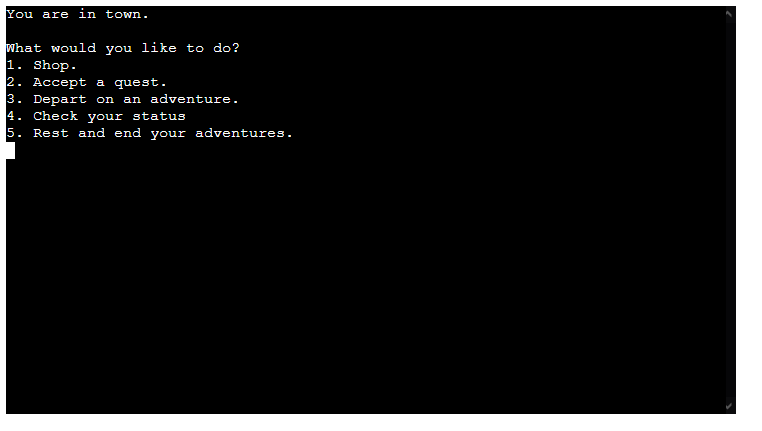 You are in town.
What would you like to do?
1. Shop.
2. Accept a quest.
3. Depart on an adventure.
4. Check your status
5. Rest and end your adventures.